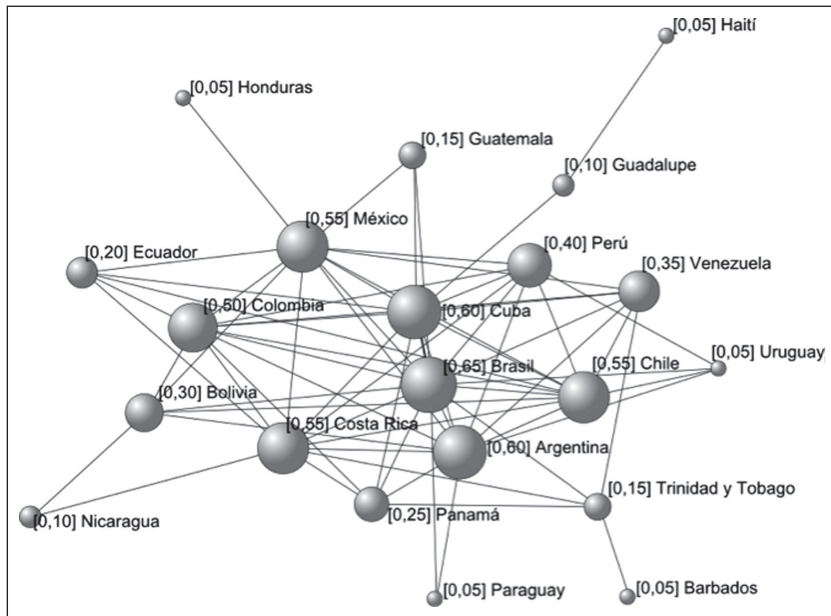 [0,05] Haití
[0,05] Honduras
[0,15] Guatemala
[0,10] Guadalupe
[0,55] México
[0,40] Perú
[0,20] Ecuador
[0,35] Venezuela
[0,50] Colombia
[0,60] Cuba
[0,65] Brasil
[0,55] Chile
[0,05] Uruguay
[0,30] Bolivia
[0,55] Costa Rica
[0,60] Argentina
[0,15] Trinidad y Tobago
[0,10] Nicaragua
[0,25] Panamá
[0,05] Paraguay
[0,05] Barbados